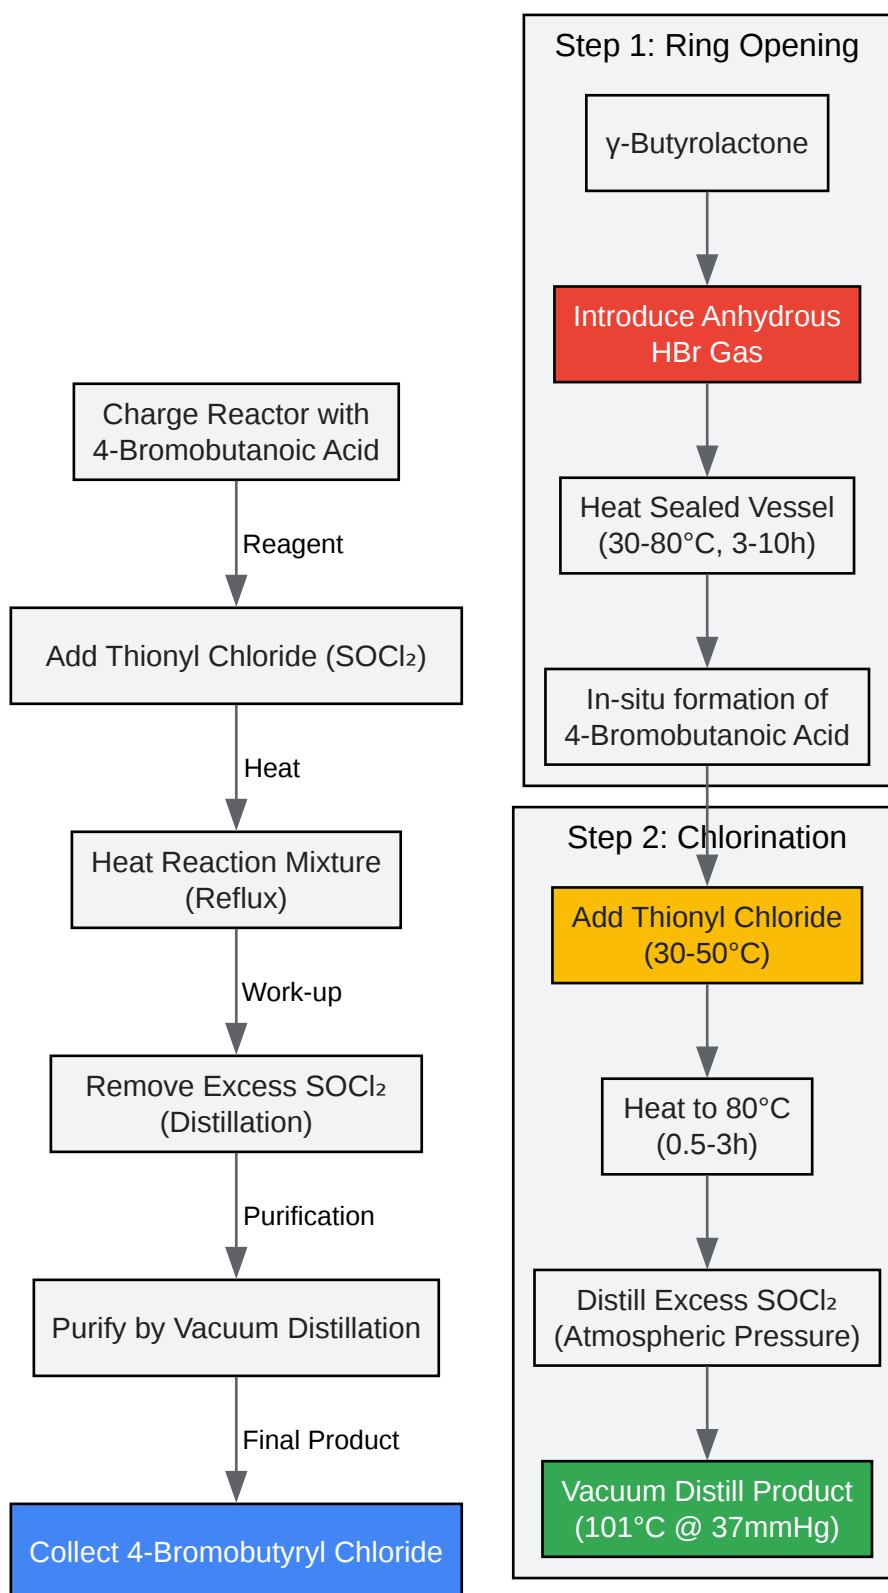 Charge Reactor with
4-Bromobutanoic Acid
Reagent
Add Thionyl Chloride (SOCl₂)
Heat
Heat Reaction Mixture
(Reflux)
Work-up
Remove Excess SOCl₂
(Distillation)
Purification
Purify by Vacuum Distillation
Final Product
Collect 4-Bromobutyryl Chloride
Step 1: Ring Opening
γ-Butyrolactone
Introduce Anhydrous
HBr Gas
Heat Sealed Vessel
(30-80°C, 3-10h)
In-situ formation of
4-Bromobutanoic Acid
Step 2: Chlorination
Add Thionyl Chloride
(30-50°C)
Heat to 80°C
(0.5-3h)
Distill Excess SOCl₂
(Atmospheric Pressure)
Vacuum Distill Product
(101°C @ 37mmHg)